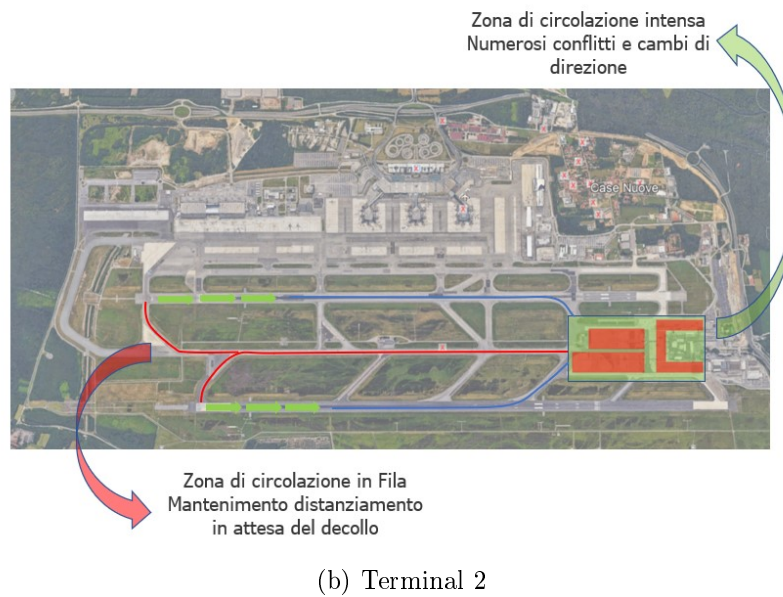 Zona di circolazione intensa
Numerosi conflitti e cambi di
direzione
Case Nuove
Zona di circolazione in Fila
Mantenimento distanziamento
in attesa del decollo
(b) Terminal 2